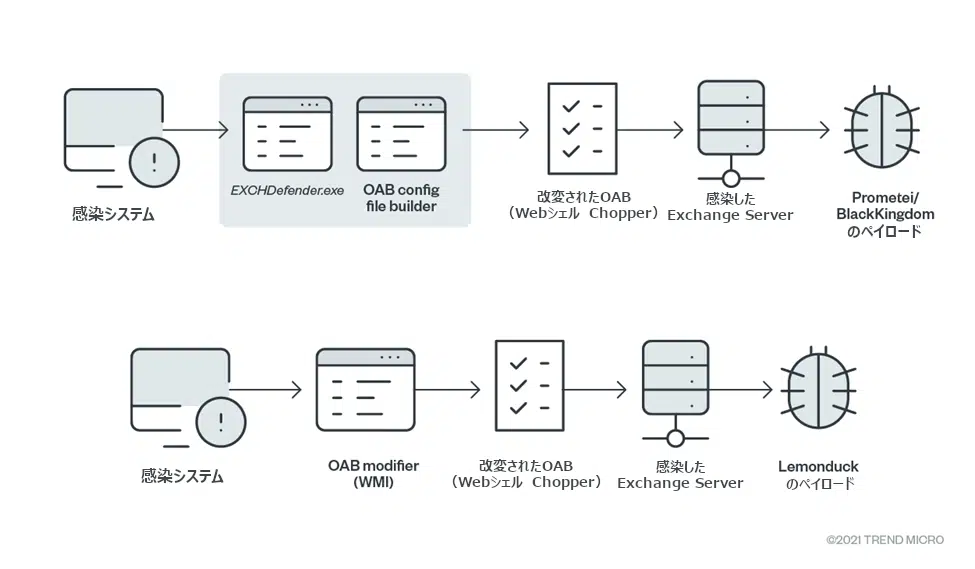 感染システム
EXCHDefender.exe
OAB config
file builder
改変されたOAB
（Webシェル Chopper）
感染した
Exchange Server
Prometei/
BlackKingdom
のペイロード
感染システム
OAB modifier
(WMI)
改変されたOAB
（Webシェル Chopper）
感染した
Exchange Server
Lemonduck
のペイロード
©2021 TREND MICRO